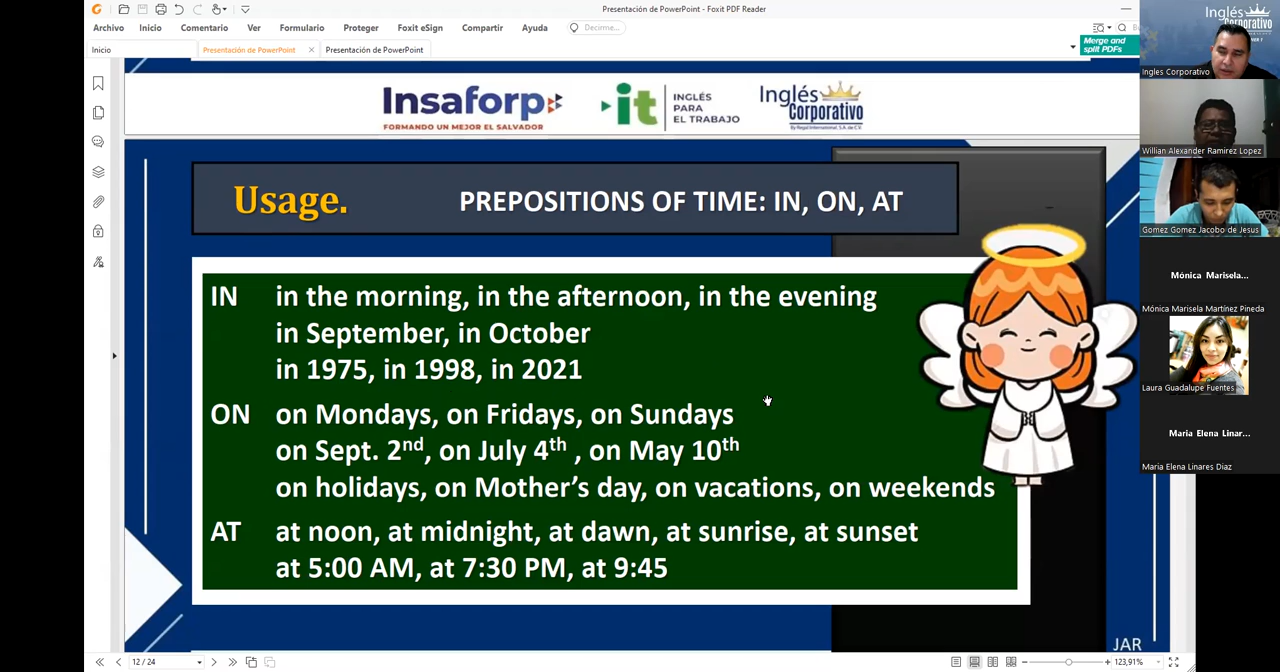 Presentación de PowerPoint - Foxit PDF Reader
Archivo Inicio Comentario Ver Formulario Proteger Foxit eSign Compartir Ayuda Decirme...
Inicio Presentación de PowerPoint Presentación de PowerPoint
Merge and
split PDFs
Insaforp
FORMANDO UN MEJOR EL SALVADOR
it
INGLÉS
PARA
EL TRABAJO
Inglés
Corporativo
By Regal International, S.A. de C.V.
Usage. PREPOSITIONS OF TIME: IN, ON, AT
IN in the morning, in the afternoon, in the evening
in September, in October
in 1975, in 1998, in 2021
ON on Mondays, on Fridays, on Sundays
on Sept. 2nd, on July 4th , on May 10th
on holidays, on Mother’s day, on vacations, on weekends
AT at noon, at midnight, at dawn, at sunrise, at sunset
at 5:00 AM, at 7:30 PM, at 9:45
JAR
12 / 24
123,91%
Inglés
Corporativo
Ingles Corporativo
Willian Alexander Ramirez Lopez
Gomez Gomez Jacobo de Jesus
Mónica Marisela...
Mónica Marisela Martínez Pineda
Laura Guadalupe Fuentes
Maria Elena Linar...
Maria Elena Linares Diaz